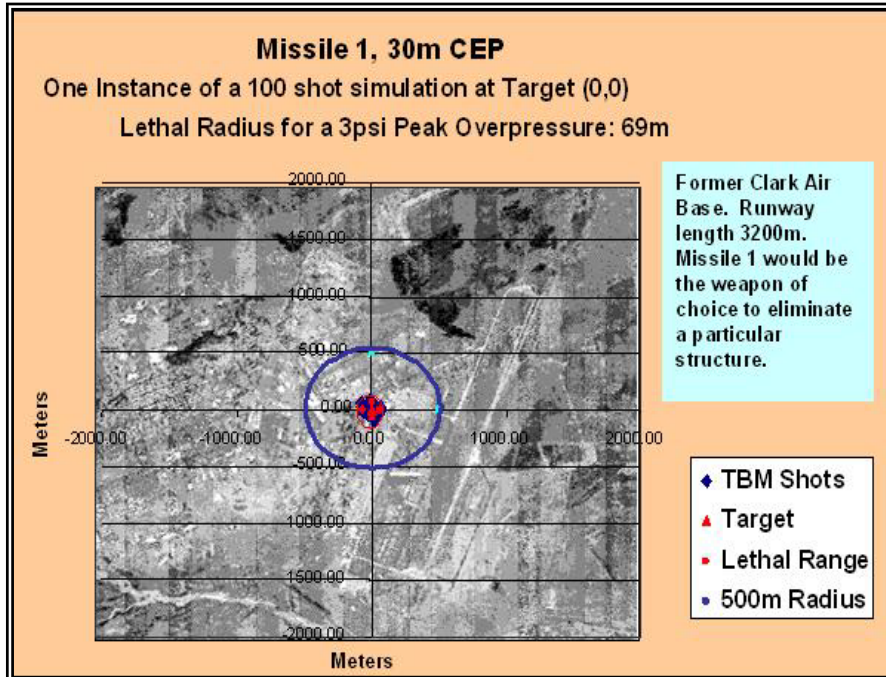 Missile 1, 30m CEP
One Instance of a 100 shot simulation at Target (0,0)
Lethal Radius for a 3psi Peak Overpressure: 69m
2000.00
1500.00
1000.00
500.00
0.00
-2000.00 -1000.00 0.00 1000.00 2000.00
-500.00
1000.00
1500.00
-2000.00
Meters
Meters
Former Clark Air
Base. Runway
length 3200m.
Missile 1 would be
the weapon of
choice to eliminate
a particular
structure.
TBM Shots
Target
Lethal Range
500m Radius